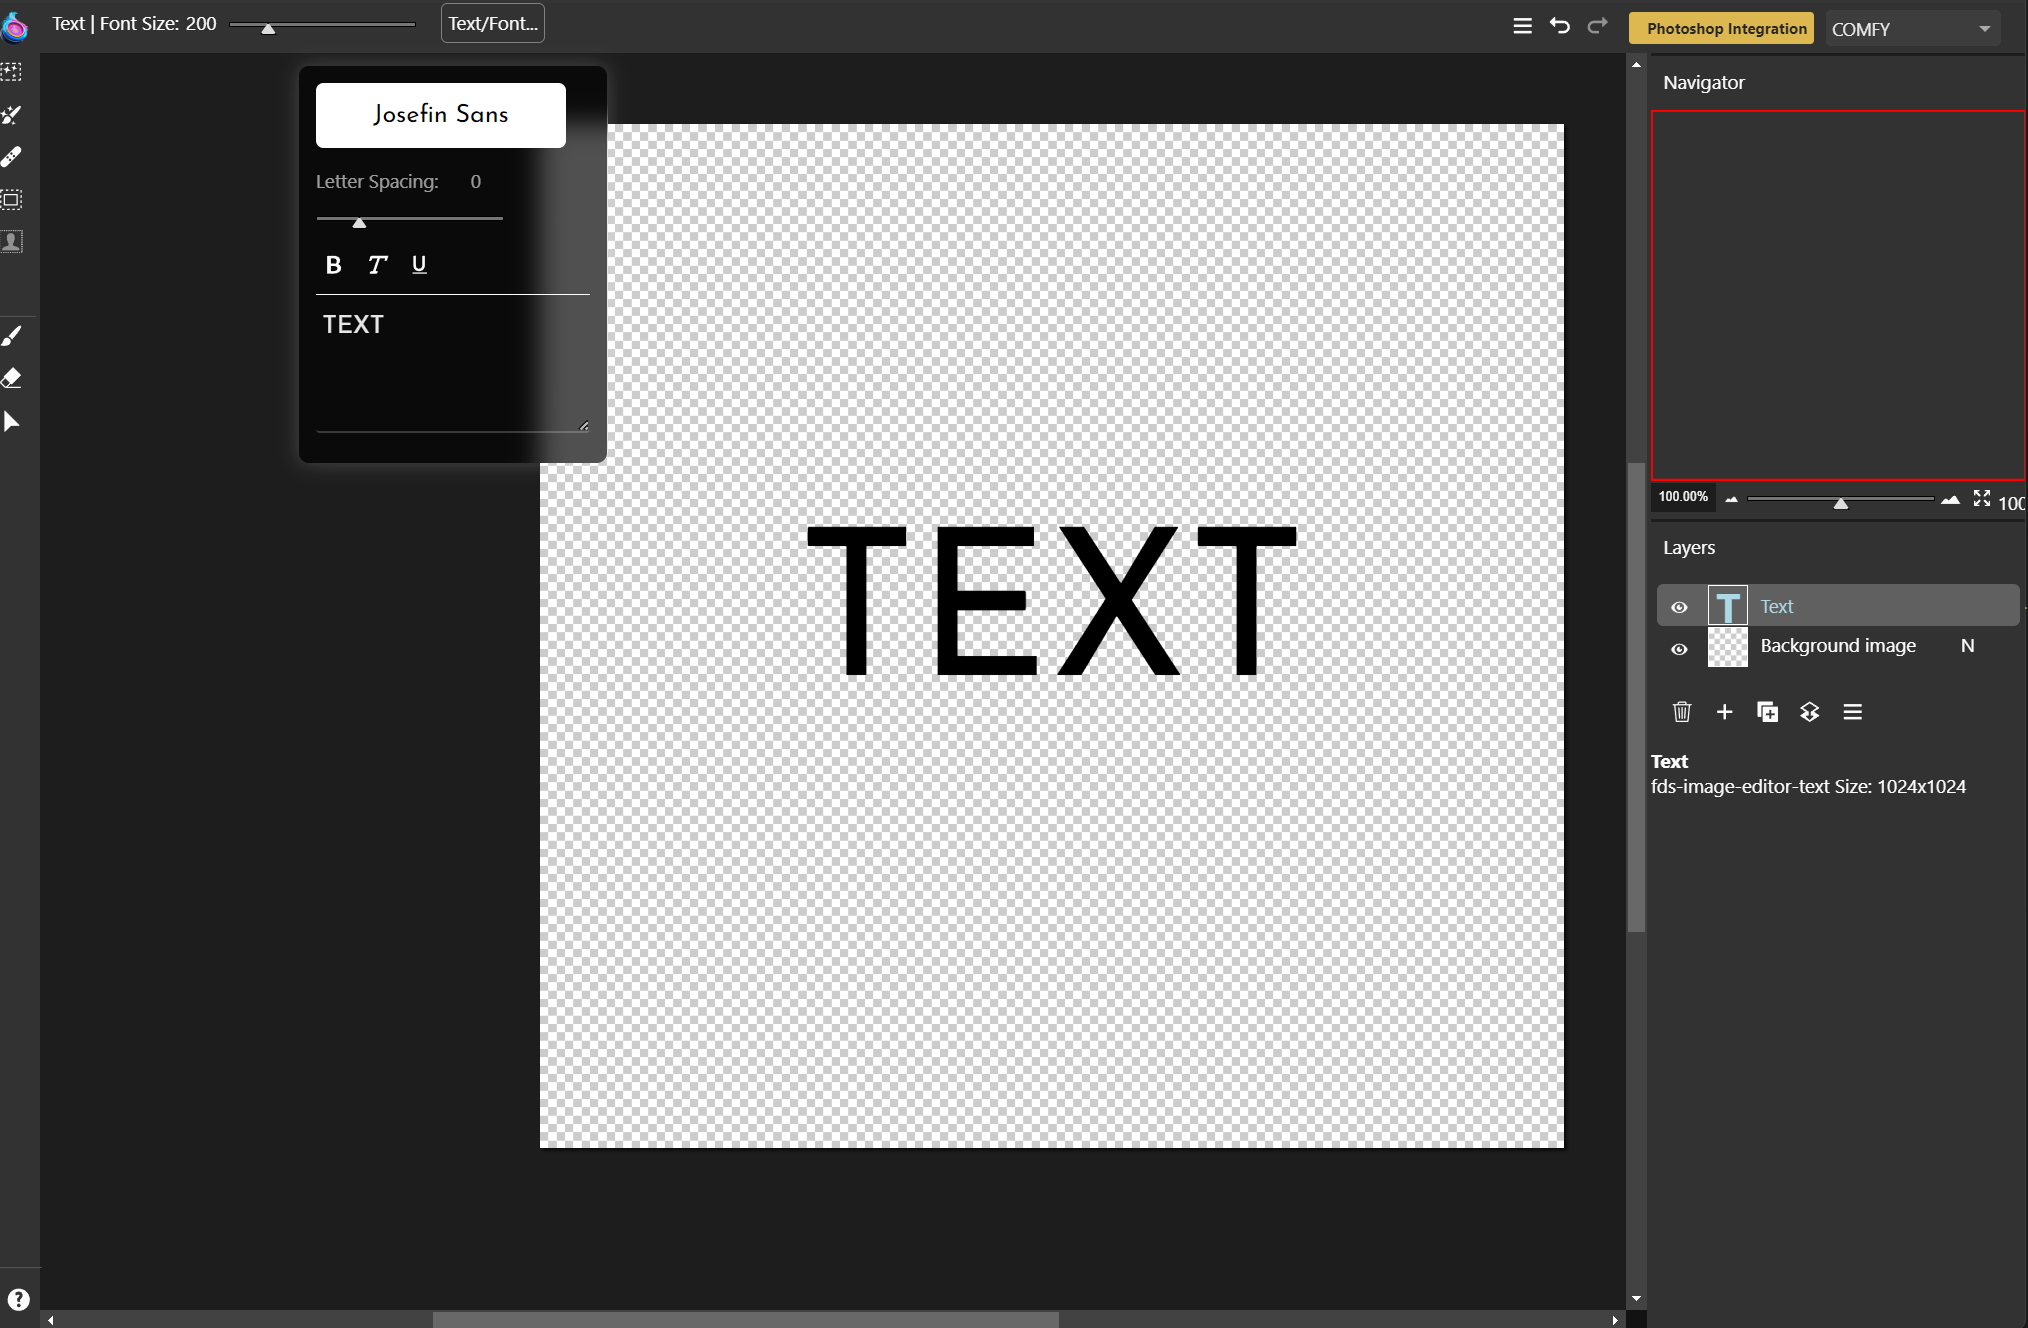 Text | Font Size: 200
Text/Font...
Photoshop Integration
COMFY
Josefin Sans
Letter Spacing: 0
B T U
TEXT
TEXT
Navigator
100.00%
100
Layers
T Text
Background image N
Text
fds-image-editor-text Size: 1024x1024